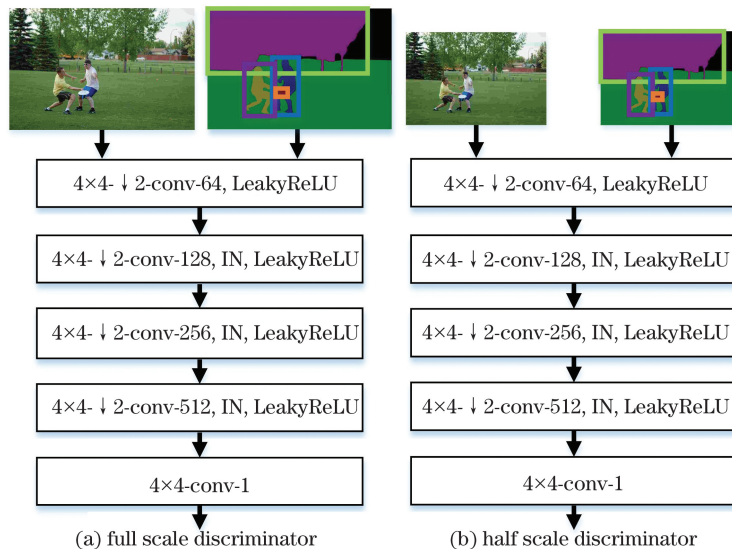 4×4-↓2-conv-64, LeakyReLU
4×4-↓2-conv-128, IN, LeakyReLU
4×4-↓2-conv-256, IN, LeakyReLU
4×4-↓2-conv-512, IN, LeakyReLU
4×4-conv-1
(a) full scale discriminator
4×4-↓2-conv-64, LeakyReLU
4×4-↓2-conv-128, IN, LeakyReLU
4×4-↓2-conv-256, IN, LeakyReLU
4×4-↓2-conv-512, IN, LeakyReLU
4×4-conv-1
(b) half scale discriminator